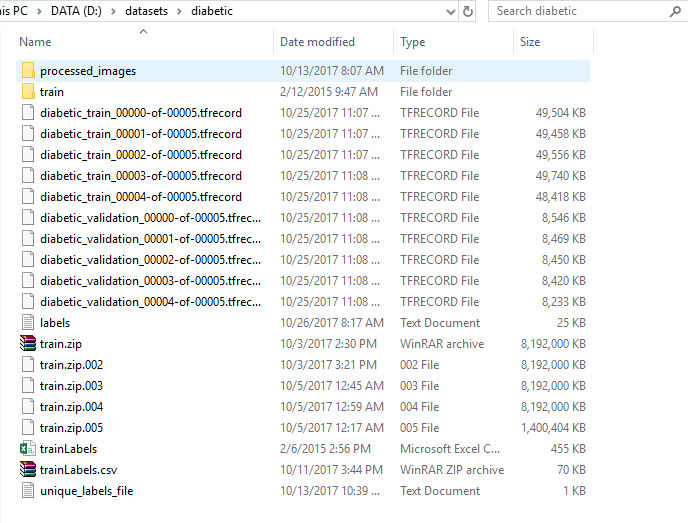 his PC > DATA (D:) > datasets > diabetic
Search diabetic
Name Date modified Type Size
processed_images 10/13/2017 8:07 AM File folder
train 2/12/2015 9:47 AM File folder
diabetic_train_00000-of-00005.tfrecord 10/25/2017 11:07 ... TFRECORD File 49,504 KB
diabetic_train_00001-of-00005.tfrecord 10/25/2017 11:07 ... TFRECORD File 49,458 KB
diabetic_train_00002-of-00005.tfrecord 10/25/2017 11:07 ... TFRECORD File 49,556 KB
diabetic_train_00003-of-00005.tfrecord 10/25/2017 11:08 ... TFRECORD File 49,740 KB
diabetic_train_00004-of-00005.tfrecord 10/25/2017 11:08 ... TFRECORD File 48,418 KB
diabetic_validation_00000-of-00005.tfrec... 10/25/2017 11:08 ... TFRECORD File 8,546 KB
diabetic_validation_00001-of-00005.tfrec... 10/25/2017 11:08 ... TFRECORD File 8,469 KB
diabetic_validation_00002-of-00005.tfrec... 10/25/2017 11:08 ... TFRECORD File 8,450 KB
diabetic_validation_00003-of-00005.tfrec... 10/25/2017 11:08 ... TFRECORD File 8,420 KB
diabetic_validation_00004-of-00005.tfrec... 10/25/2017 11:08 ... TFRECORD File 8,233 KB
labels 10/26/2017 8:17 AM Text Document 25 KB
train.zip 10/3/2017 2:30 PM WinRAR archive 8,192,000 KB
train.zip.002 10/3/2017 3:21 PM 002 File 8,192,000 KB
train.zip.003 10/5/2017 12:45 AM 003 File 8,192,000 KB
train.zip.004 10/5/2017 12:59 AM 004 File 8,192,000 KB
train.zip.005 10/5/2017 12:17 AM 005 File 1,400,404 KB
trainLabels 2/6/2015 2:56 PM Microsoft Excel C... 455 KB
trainLabels.csv 10/11/2017 3:44 PM WinRAR ZIP archive 70 KB
unique_labels_file 10/13/2017 10:39 ... Text Document 1 KB